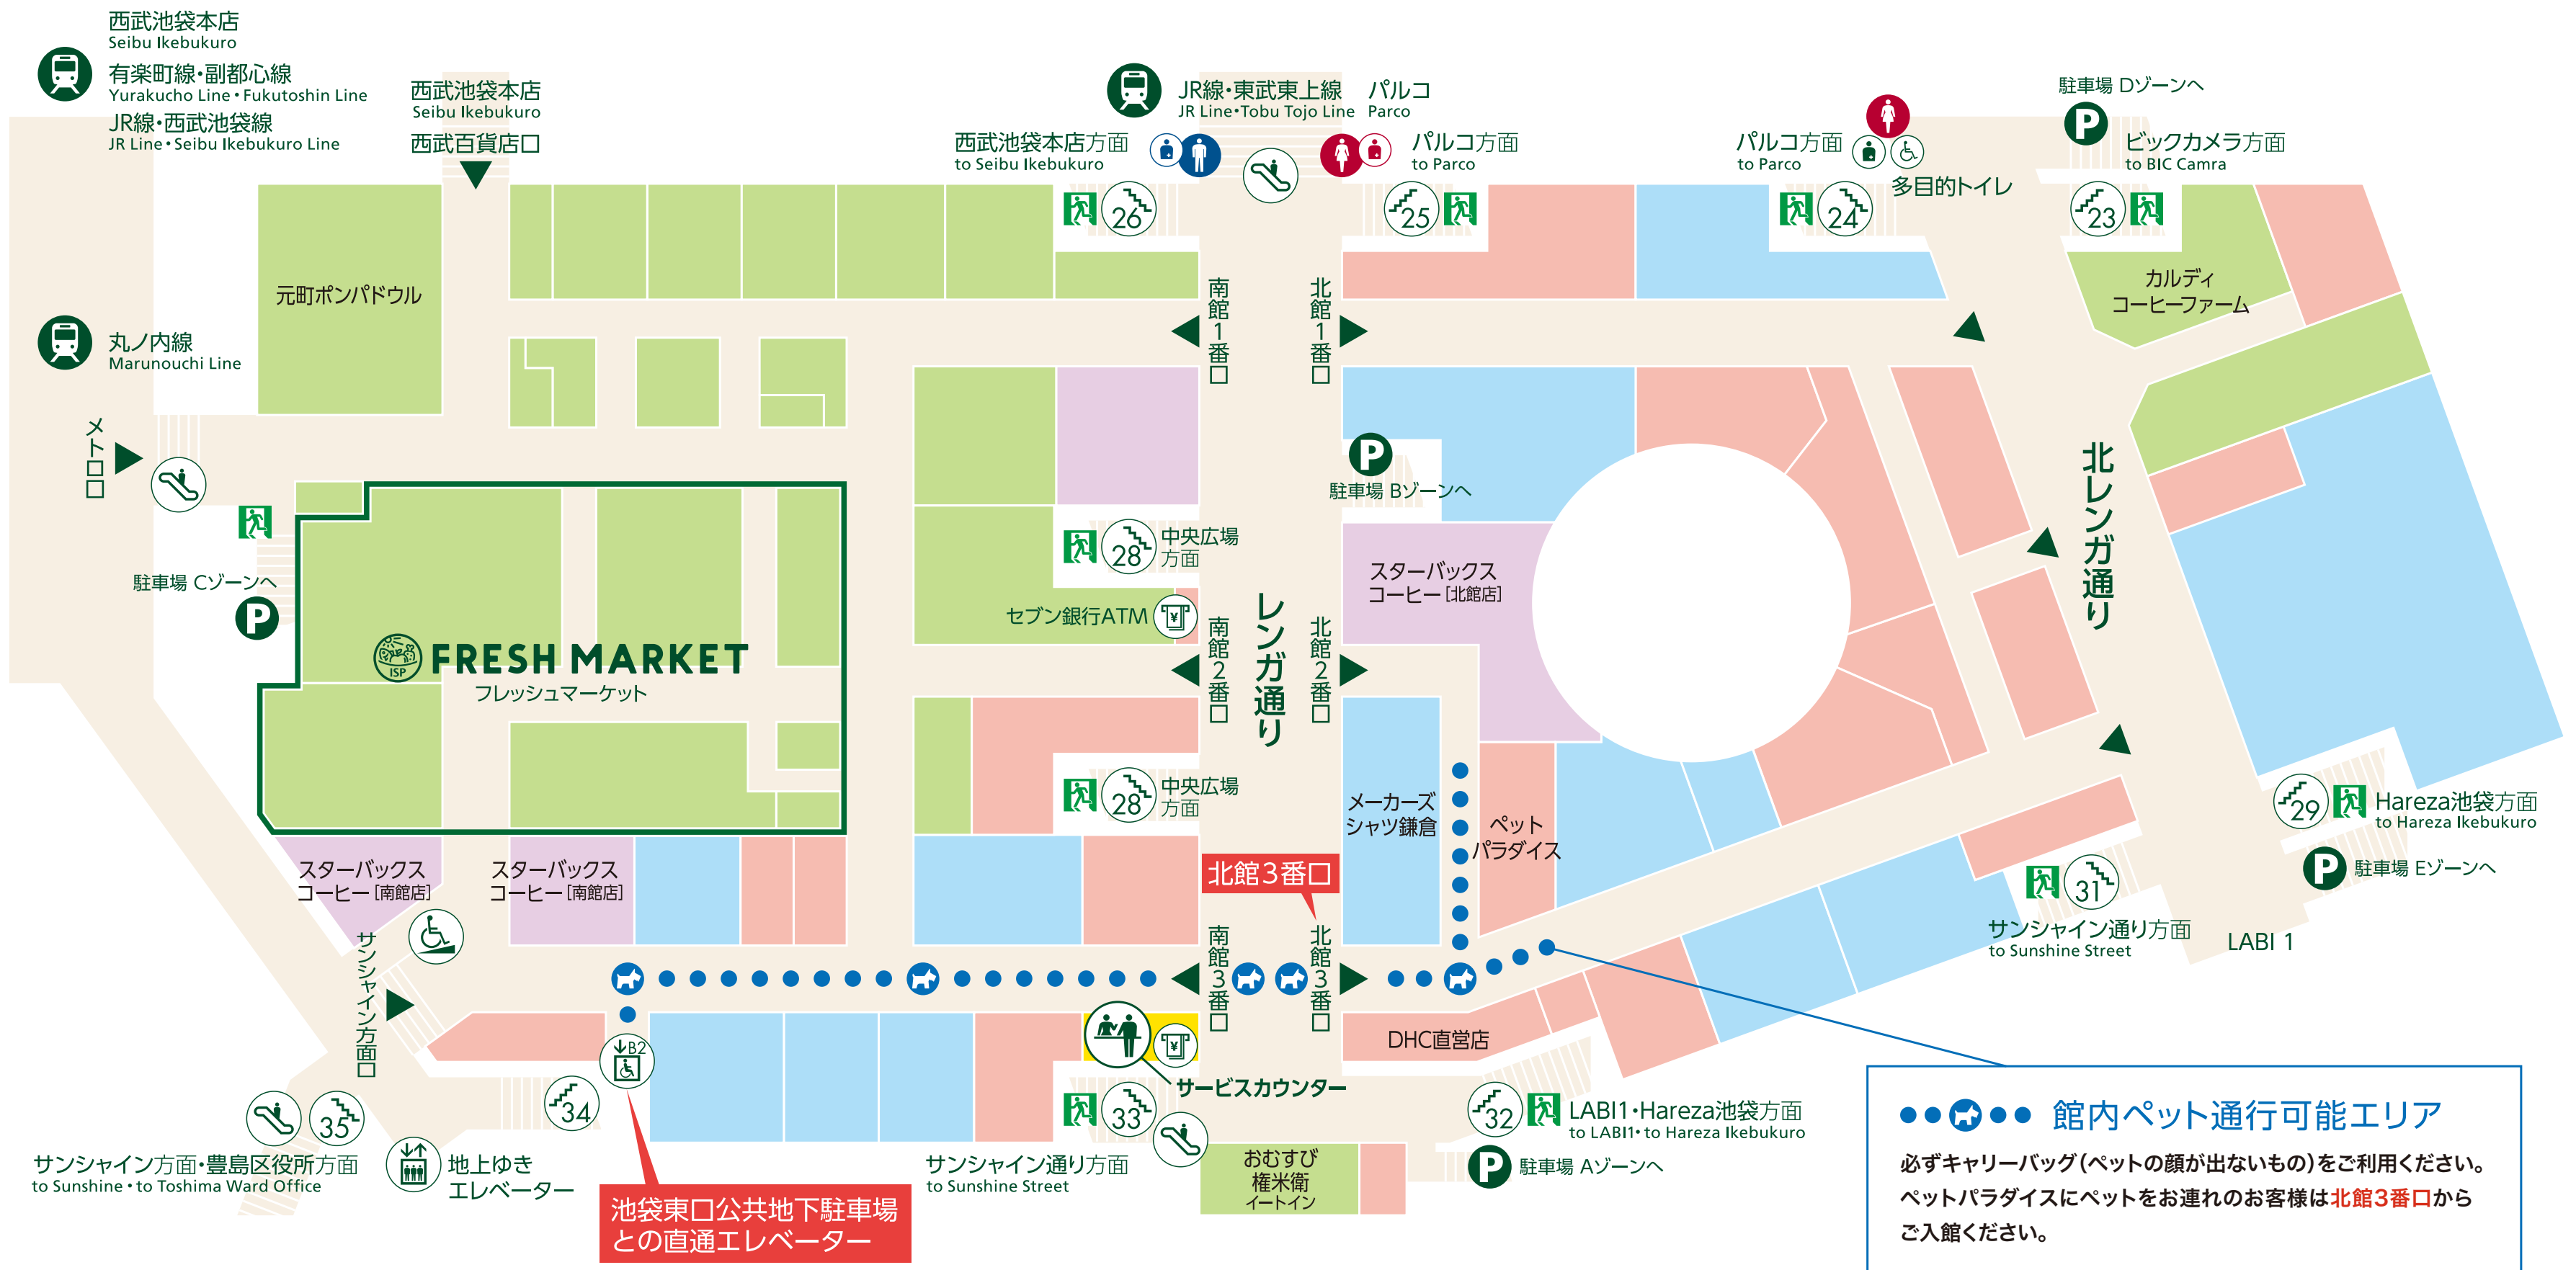 西武池袋本店
Seibu Ikebukuro
有楽町線・副都心線
Yurakucho Line・Fukutoshin Line
JR線・西武池袋線
JR Line・Seibu Ikebukuro Line
西武池袋本店
Seibu Ikebukuro
西武百貨店口
JR線・東武東上線
JR Line・Tobu Tojo Line
パルコ
Parco
西武池袋本店方面
to Seibu Ikebukuro
26
パルコ方面
to Parco
25
パルコ方面
to Parco
24
多目的トイレ
駐車場 Dゾーンへ
P
ビックカメラ方面
to BIC Camra
23
元町ポンパドウル
カルディ
コーヒーファーム
丸ノ内線
Marunouchi Line
南館1番口
北館1番口
メトロ口
P
駐車場 Bゾーンへ
北レンガ通り
駐車場 Cゾーンへ
P
28
中央広場
方面
スターバックス
コーヒー[北館店]
セブン銀行ATM
¥
ISP
FRESH MARKET
フレッシュマーケット
南館2番口
レンガ通り
北館2番口
28
中央広場
方面
メーカーズ
シャツ鎌倉
ペット
パラダイス
29
Hareza池袋方面
to Hareza Ikebukuro
P
駐車場 Eゾーンへ
スターバックス
コーヒー[南館店]
スターバックス
コーヒー[南館店]
北館3番口
31
サンシャイン通り方面
to Sunshine Street
LABI 1
サンシャイン方面口
南館3番口
北館3番口
B2
¥
サービスカウンター
DHC直営店
35
34
33
32
LABI1・Hareza池袋方面
to LABI1・to Hareza Ikebukuro
サンシャイン方面・豊島区役所方面
to Sunshine・to Toshima Ward Office
地上ゆき
エレベーター
サンシャイン通り方面
to Sunshine Street
おむすび
権米衛
イートイン
P
駐車場 Aゾーンへ
池袋東口公共地下駐車場
との直通エレベーター
館内ペット通行可能エリア
必ずキャリーバッグ(ペットの顔が出ないもの)をご利用ください。
ペットパラダイスにペットをお連れのお客様は北館3番口から
ご入館ください。